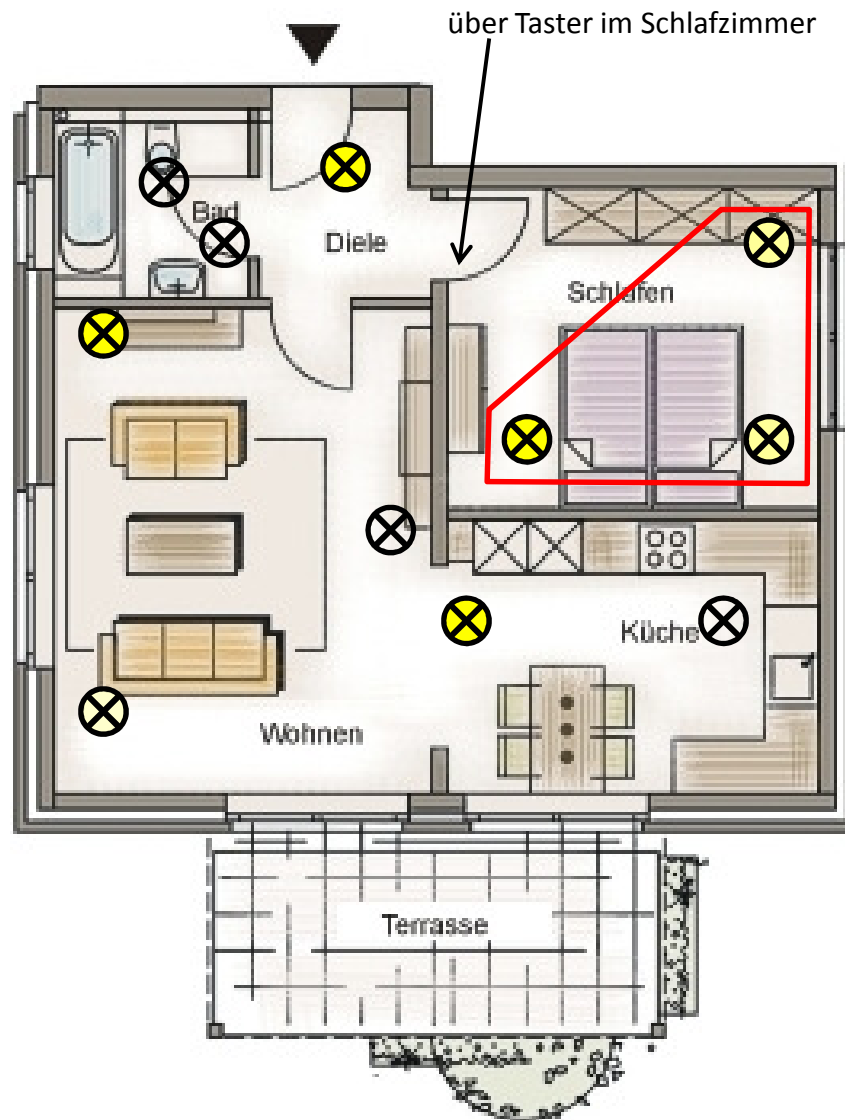 über Taster im Schlafzimmer
Bad
Diele
Schlafen
Küche
Wohnen
Terrasse